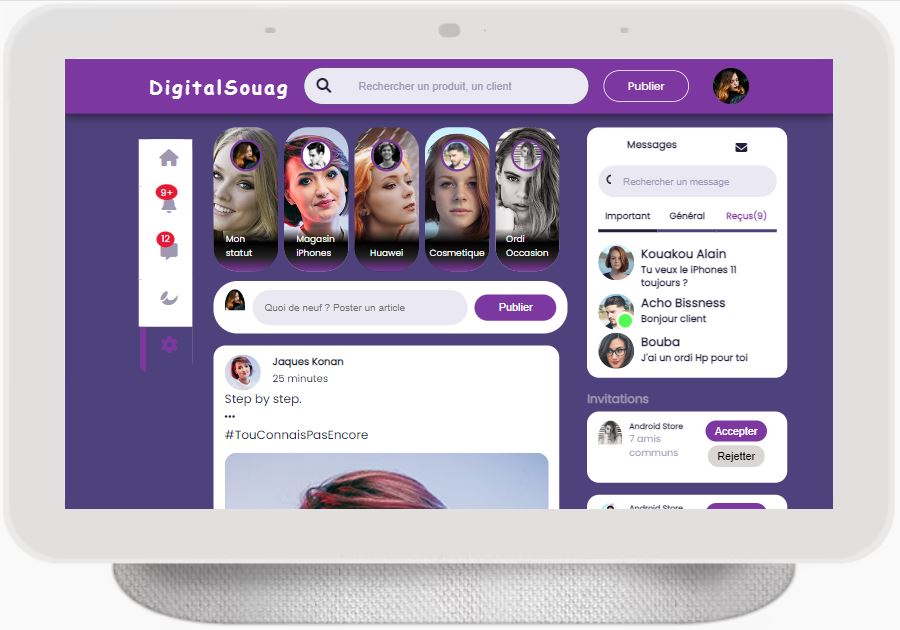 DigitalSouag
Rechercher un produit, un client
Publier
9+
12
Mon
statut
Magasin
iPhones
Huawei
Cosmetique
Ordi
Occasion
Quoi de neuf ? Poster un article
Publier
Jaques Konan
25 minutes
Step by step.
•••
#TouConnaisPasEncore
Messages
Rechercher un message
Important
Général
Reçus(9)
Kouakou Alain
Tu veux le iPhones 11
toujours ?
Acho Bissness
Bonjour client
Bouba
J'ai un ordi Hp pour toi
Invitations
Android Store
7 amis
communs
Accepter
Rejetter
Android Store